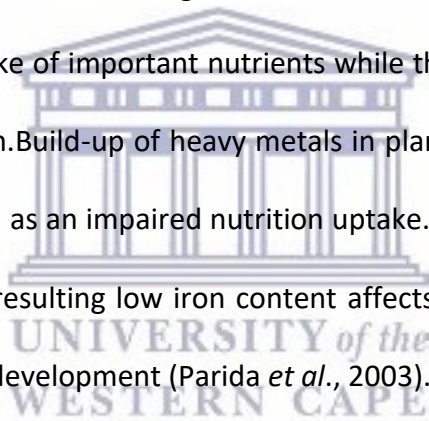 ke of important nutrients while th
n.Build-up of heavy metals in plan
as an impaired nutrition uptake.
resulting low iron content affects
UNIVERSITY of the
development (Parida et al., 2003).
WESTERN CAPE